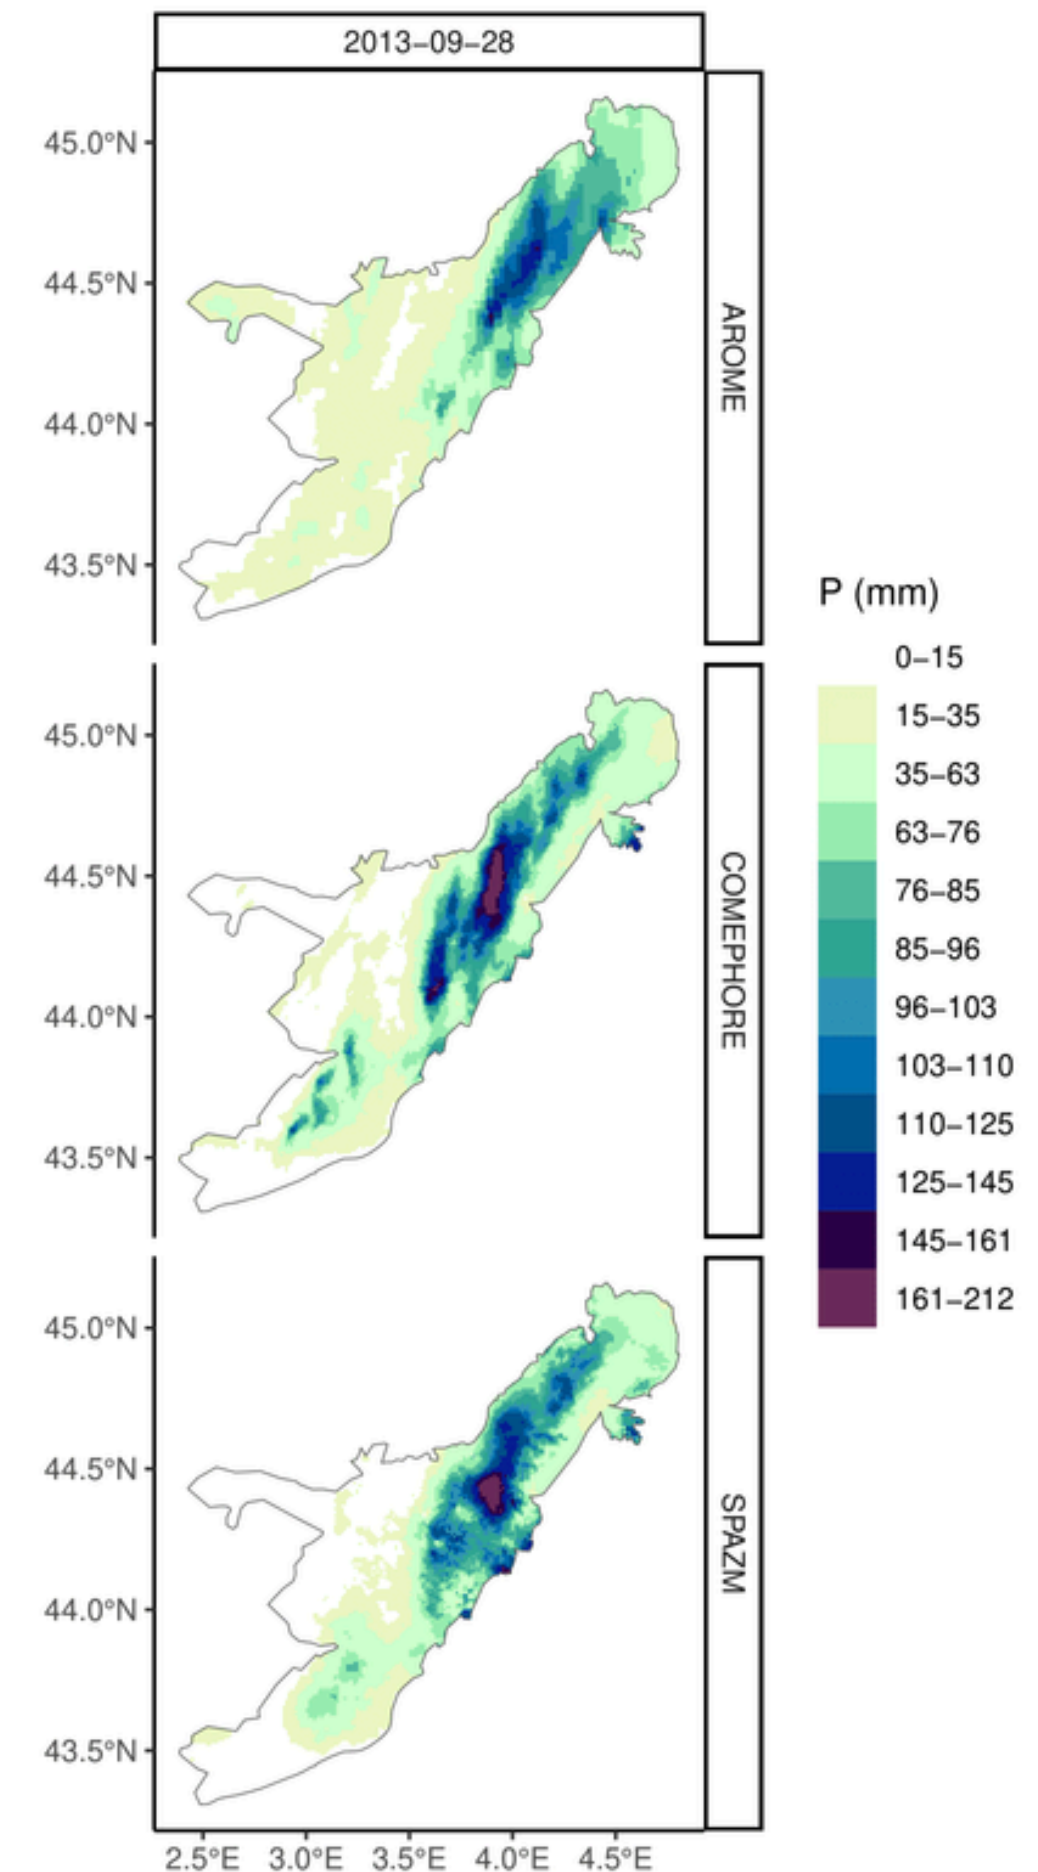 2013−09−28
45.0°N
44.5°N
44.0°N
43.5°N
AROME
45.0°N
44.5°N
44.0°N
43.5°N
COMEPHORE
45.0°N
44.5°N
44.0°N
43.5°N
SPAZM
2.5°E 3.0°E 3.5°E 4.0°E 4.5°E
P (mm)
0−15
15−35
35−63
63−76
76−85
85−96
96−103
103−110
110−125
125−145
145−161
161−212